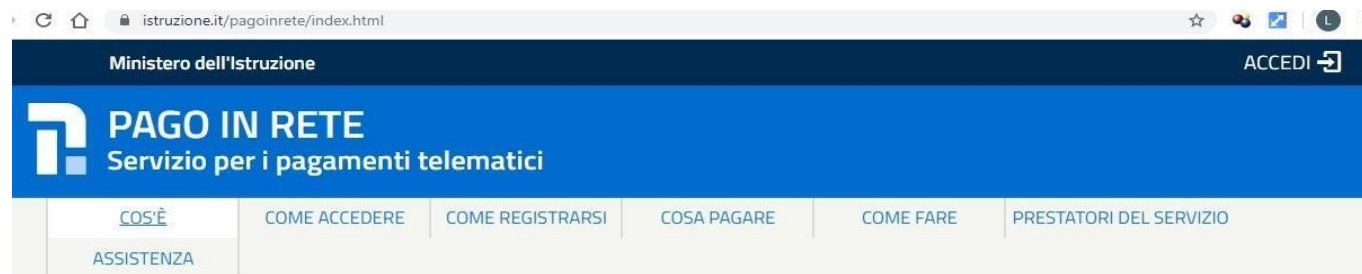 istruzione.it/pagoinrete/index.html
L
Ministero dell'Istruzione
ACCEDI
PAGO IN RETE
Servizio per i pagamenti telematici
COS'È
COME ACCEDERE
COME REGISTRARSI
COSA PAGARE
COME FARE
PRESTATORI DEL SERVIZIO
ASSISTENZA